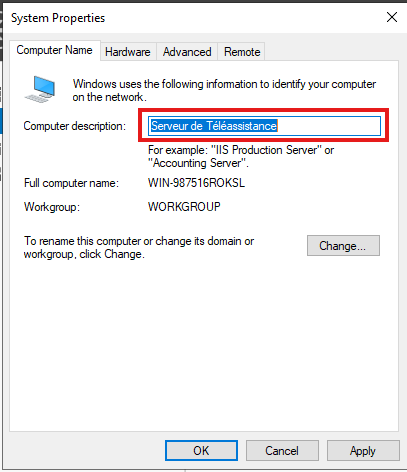 System Properties
Computer Name Hardware Advanced Remote
Windows uses the following information to identify your computer
on the network.
Computer description: Serveur de Téléassistance
For example: "IIS Production Server" or
"Accounting Server".
Full computer name: WIN-987516ROKSL
Workgroup: WORKGROUP
To rename this computer or change its domain or
workgroup, click Change.
Change...
OK Cancel Apply